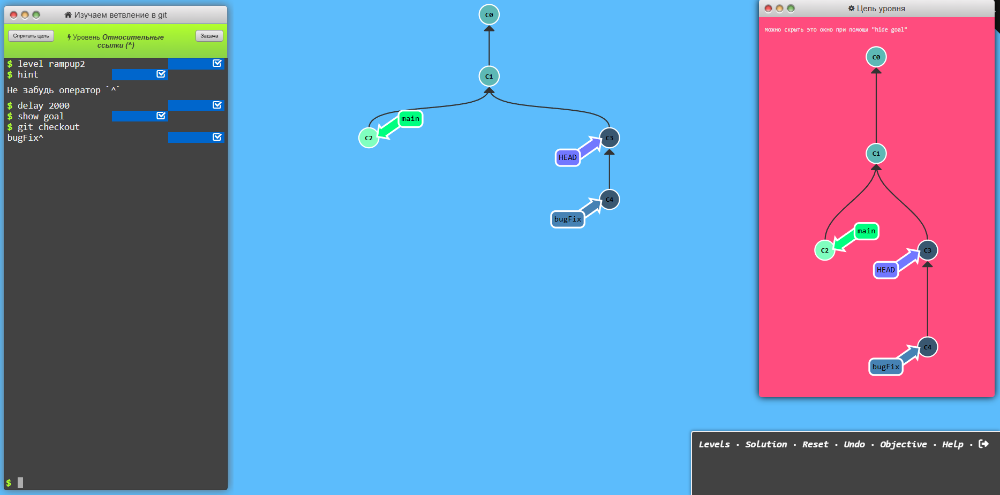 Изучаем ветвление в git
Спрятать цель
Уровень Относительные
ссылки (^)
Задача
$ level rampup2
$ hint
Не забудь оператор `^`
$ delay 2000
$ show goal
$ git checkout
bugFix^
$
C0
C1
main
C2
C3
HEAD
C4
bugFix
Цель уровня
Можно скрыть это окно при помощи "hide goal"
C0
C1
main
C2
C3
HEAD
C4
bugFix
Levels · Solution · Reset · Undo · Objective · Help ·